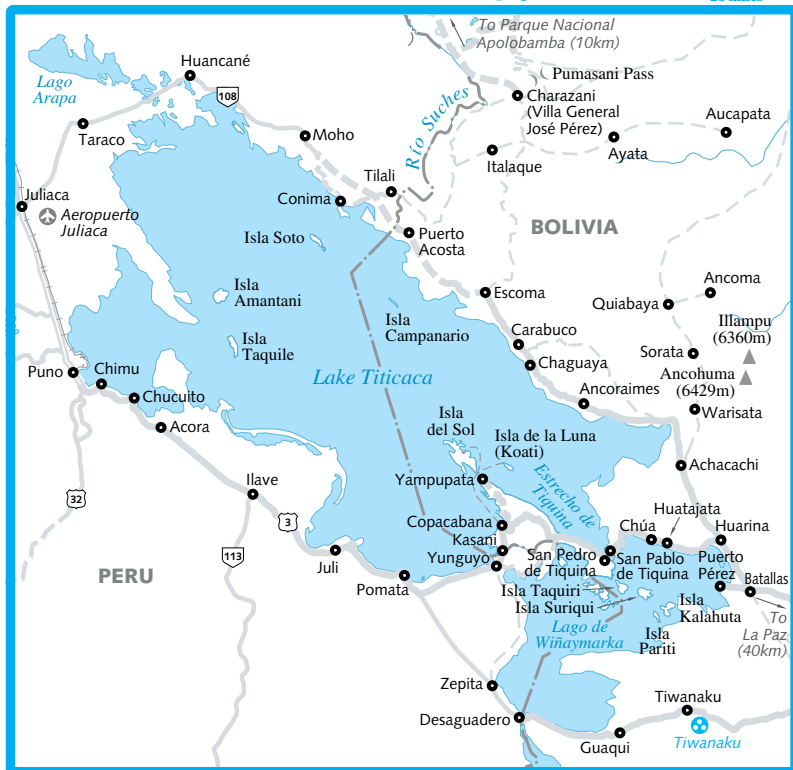 To Parque Nacional
Apolobamba (10km)
Huancané
Pumasani Pass
Lago
Arapa
108
Charazani
(Villa General
José Pérez)
Aucapata
Taraco
Moho
Río Suches
Ayata
Italaque
Tilali
Juliaca
Conima
Aeropuerto
Juliaca
BOLIVIA
Isla Soto
Puerto
Acosta
Isla
Amantani
Escoma
Ancoma
Quiabaya
Isla
Campanario
Illampu
(6360m)
Carabuco
Isla
Taquile
Sorata
Puno
Chimu
Chaguaya
Ancohuma
(6429m)
Lake Titicaca
Chucuito
Ancoraimes
Warisata
Acora
Isla
del Sol
Isla de la Luna
(Koati)
Achacachi
Yampupata
Ilave
Estrecho de
Tiquina
32
3
Huatajata
Copacabana
Chúa
Huarina
Kasani
113
Juli
Yunguyo
San Pedro
de Tiquina
San Pablo
de Tiquina
Puerto
Pérez
PERU
Pomata
Batallas
Isla Taquiri
Isla Suriqui
Isla
Kalahuta
To
La Paz
(40km)
Lago de
Wiñaymarka
Isla
Pariti
Zepita
Tiwanaku
Desaguadero
Guaqui
Tiwanaku